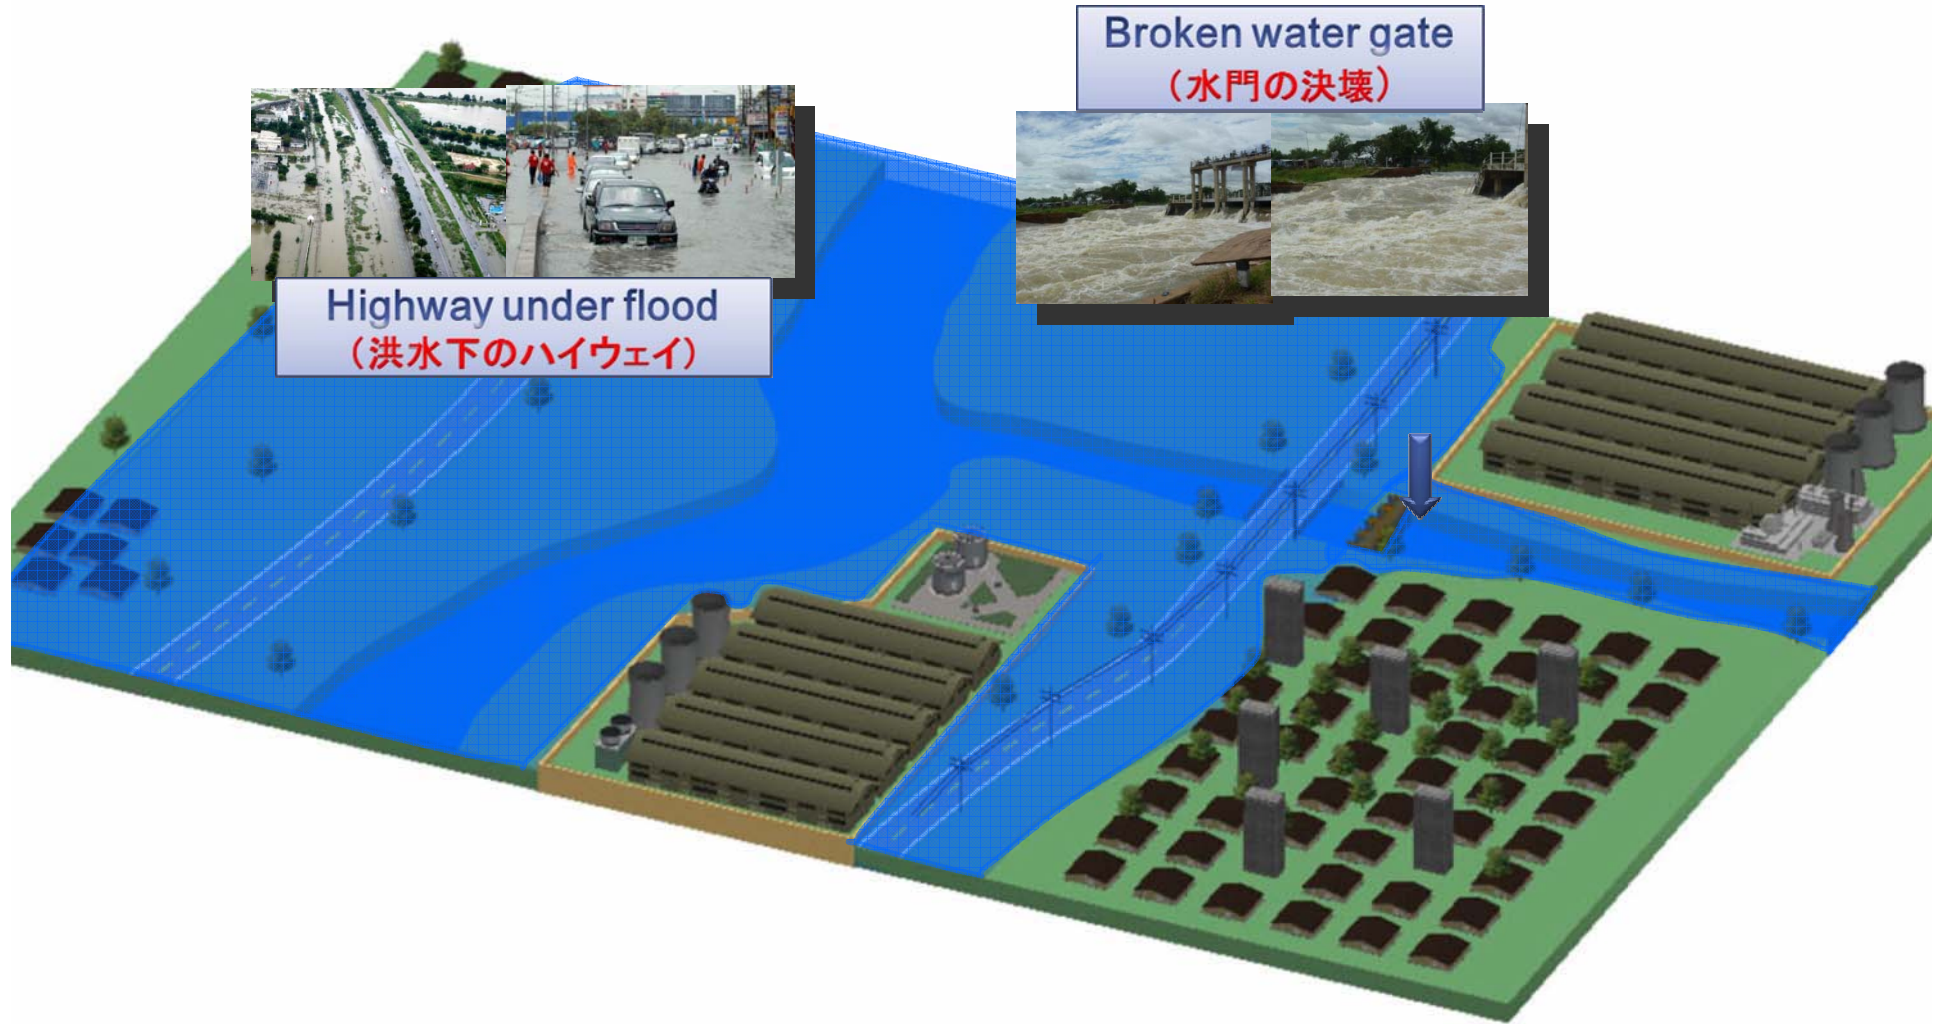 Broken water gate
（水門の決壊）
Highway under flood
（洪水下のハイウェイ）